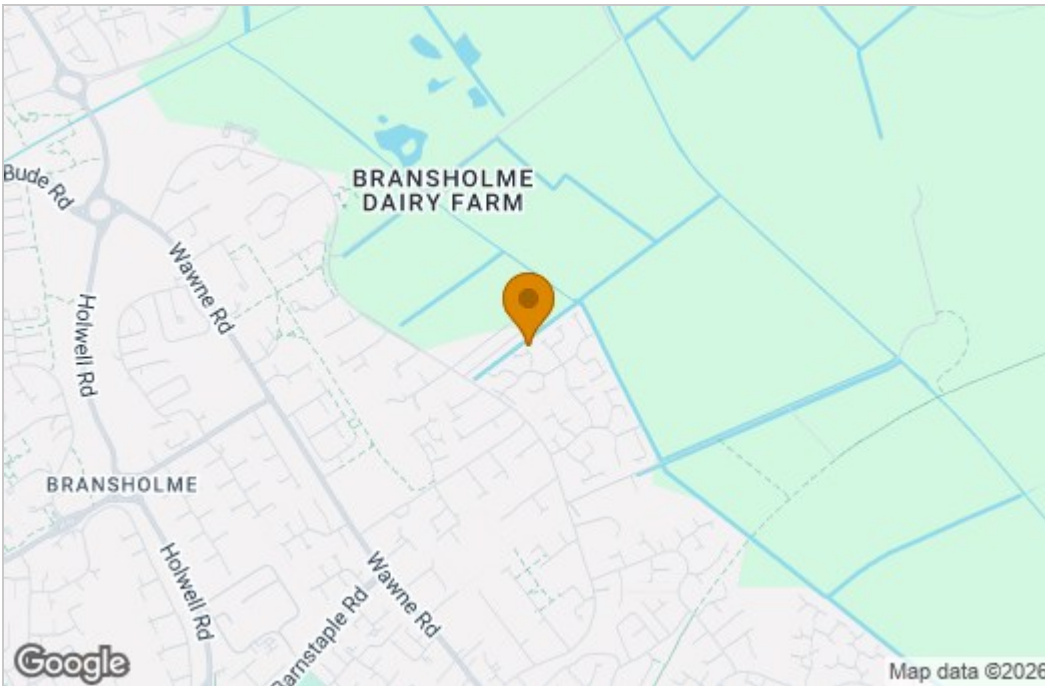 BRANSHOLME
DAIRY FARM
Bude Rd
Wawne Rd
Holwell Rd
BRANSHOLME
Holwell Rd
Wawne Rd
Barnstaple Rd
Google
Map data ©2026